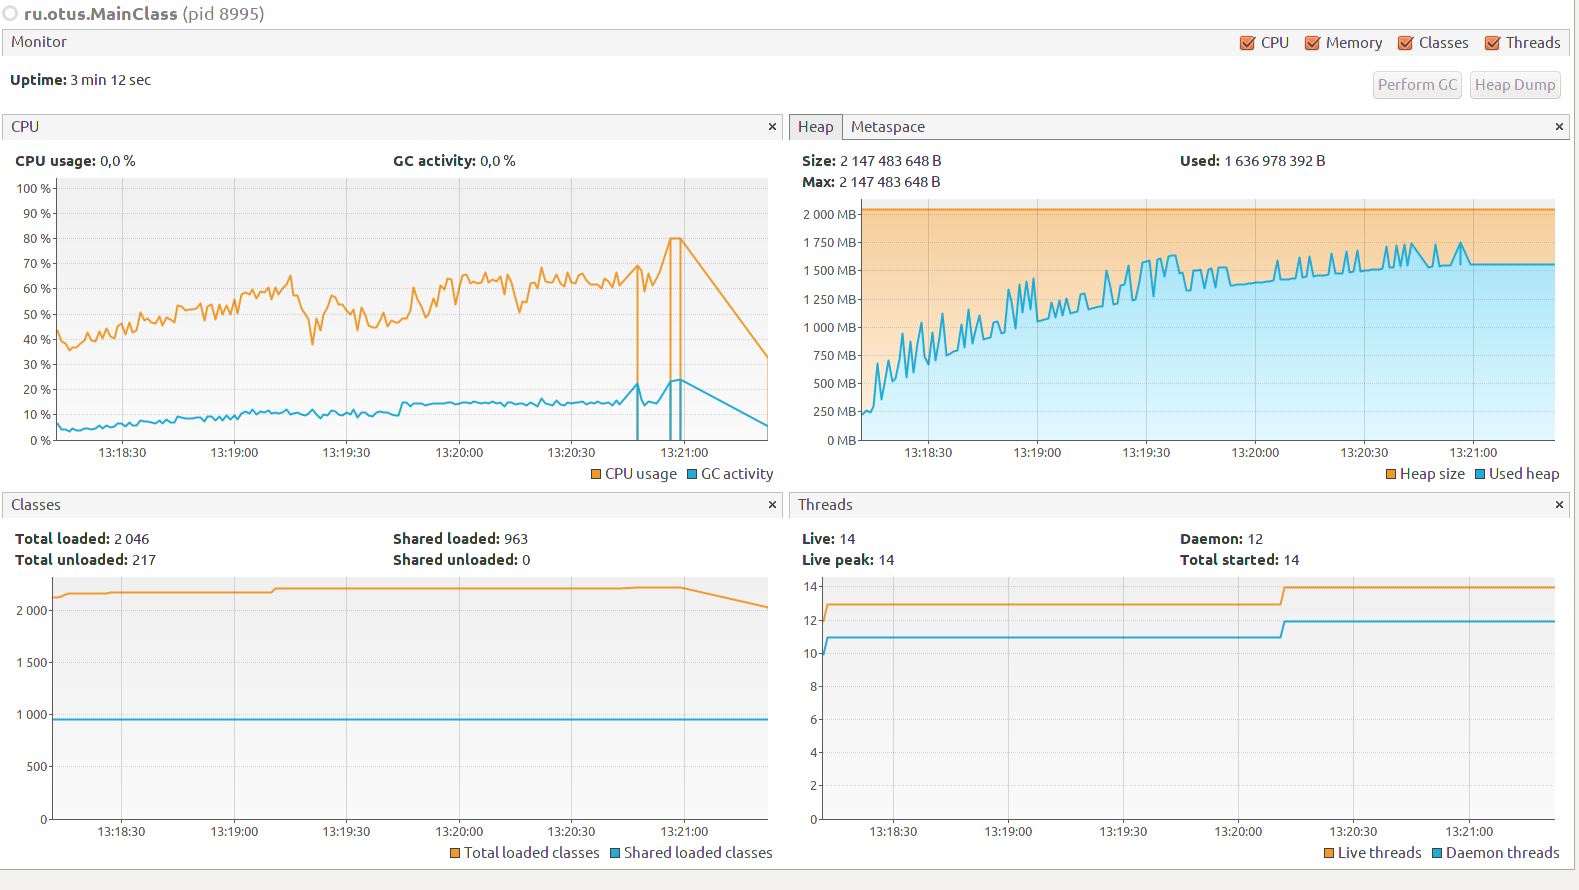 ru.otus.MainClass (pid 8995)
Monitor
CPU Memory Classes Threads
Uptime: 3 min 12 sec
Perform GC Heap Dump
CPU ×
CPU usage: 0,0 % GC activity: 0,0 %
100 %
90 %
80 %
70 %
60 %
50 %
40 %
30 %
20 %
10 %
0 %
13:18:30 13:19:00 13:19:30 13:20:00 13:20:30 13:21:00
CPU usage GC activity
Heap Metaspace ×
Size: 2 147 483 648 B Used: 1 636 978 392 B
Max: 2 147 483 648 B
2 000 MB
1 750 MB
1 500 MB
1 250 MB
1 000 MB
750 MB
500 MB
250 MB
0 MB
13:18:30 13:19:00 13:19:30 13:20:00 13:20:30 13:21:00
Heap size Used heap
Classes ×
Total loaded: 2 046 Shared loaded: 963
Total unloaded: 217 Shared unloaded: 0
2 000
1 500
1 000
500
0
13:18:30 13:19:00 13:19:30 13:20:00 13:20:30 13:21:00
Total loaded classes Shared loaded classes
Threads ×
Live: 14 Daemon: 12
Live peak: 14 Total started: 14
14
12
10
8
6
4
2
0
13:18:30 13:19:00 13:19:30 13:20:00 13:20:30 13:21:00
Live threads Daemon threads